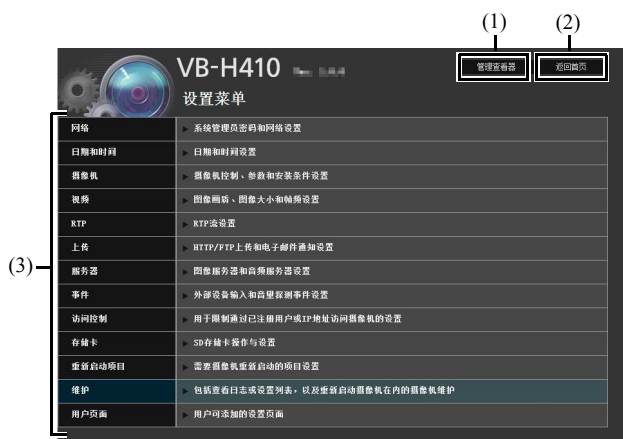 (1) (2)
VB-H410
管理查看器 返回首页
设置菜单
网络 系统管理员密码和网络设置
日期和时间 日期和时间设置
摄像机 摄像机控制、参数和安装条件设置
视频 图像画质、图像大小和帧频设置
RTP RTP流设置
上传 HTTP/FTP上传和电子邮件通知设置
(3)
服务器 图像服务器和音频服务器设置
事件 外部设备输入和音量探测事件设置
访问控制 用于限制通过已注册用户或IP地址访问摄像机的设置
存储卡 SD存储卡操作与设置
重新启动项目 需要摄像机重新启动的项目设置
维护 包括查看日志或设置列表，以及重新启动摄像机在内的摄像机维护
用户页面 用户可添加的设置页面